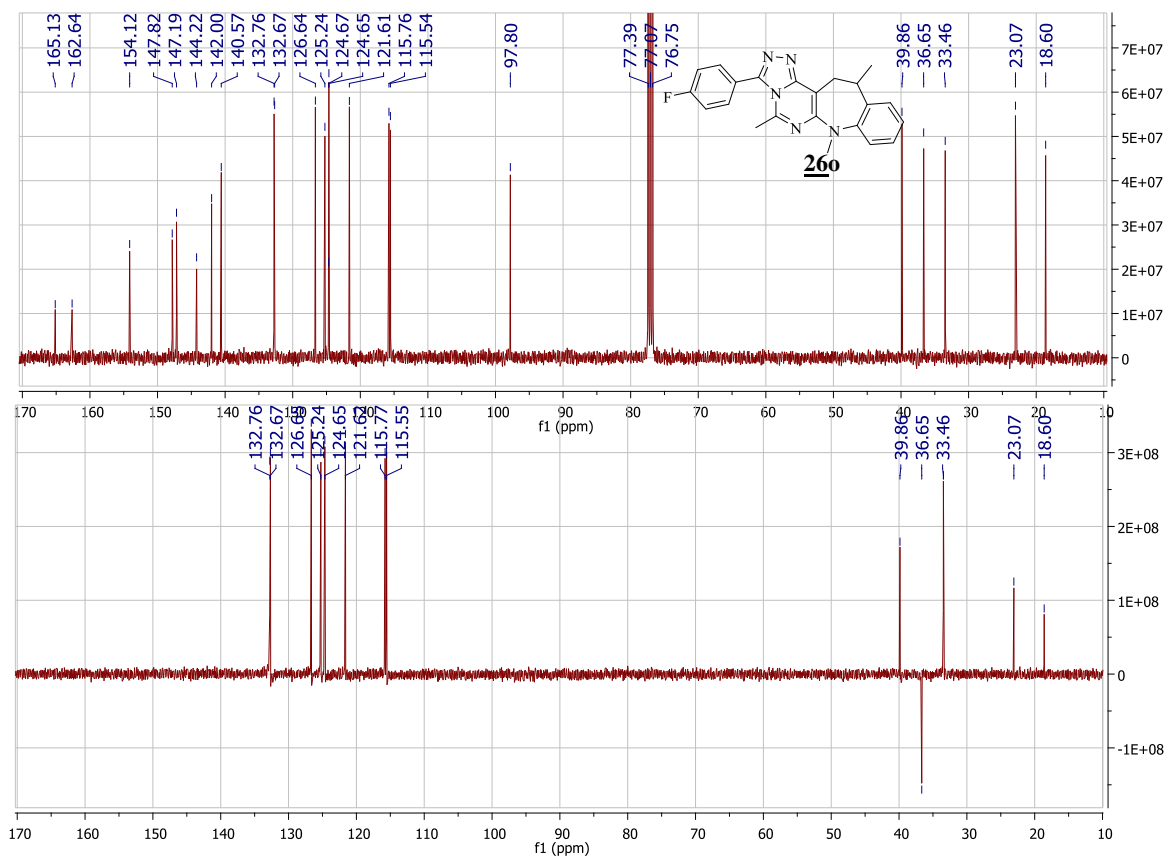 165.13 162.64 154.12 147.82 147.19 144.22 142.00 140.57 132.76 132.67 126.64 125.24 124.67 124.65 121.61 115.76 115.54 97.80 77.39 77.07 76.75 39.86 36.65 33.46 23.07 18.60
7E+07
6E+07
5E+07
4E+07
3E+07
2E+07
1E+07
0
N N
N
F
N
N
26o
170 160 150 140 130 120 110 100 90 80 70 60 50 40 30 20 10
f1 (ppm)
132.76 132.67 126.63 125.24 124.65 121.62 115.77 115.55 39.86 36.65 33.46 23.07 18.60
3E+08
2E+08
1E+08
0
-1E+08
170 160 150 140 130 120 110 100 90 80 70 60 50 40 30 20 10
f1 (ppm)